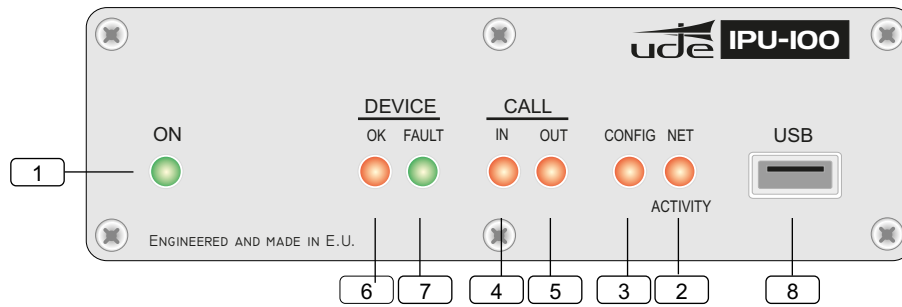 ude IPU-100
DEVICE CALL
ON OK FAULT IN OUT CONFIG NET USB
1
ACTIVITY
ENGINEERED AND MADE IN E.U.
6 7 4 5 3 2 8